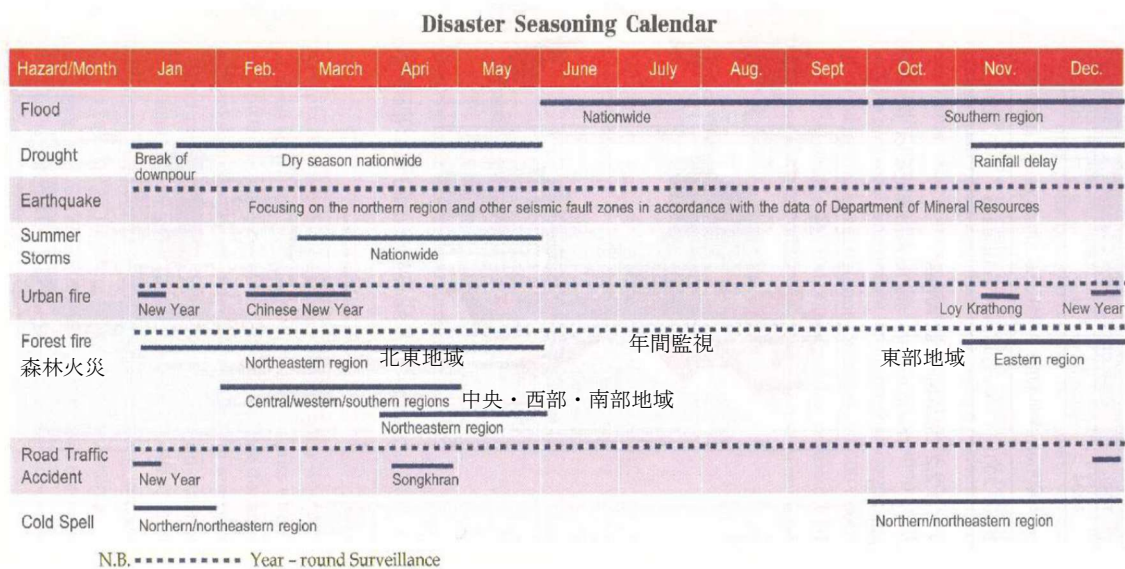 Disaster Seasoning Calendar
Hazard/Month Jan Feb. March Apri May June July Aug. Sept Oct. Nov. Dec.
Flood
Nationwide
Southern region
Drought
Break of
downpour
Dry season nationwide
Rainfall delay
Earthquake
Focusing on the northern region and other seismic fault zones in accordance with the data of Department of Mineral Resources
Summer
Storms
Nationwide
Urban fire
New Year
Chinese New Year
Loy Krathong
New Year
Forest fire
森林火災
Northeastern region
北東地域
年間監視
東部地域
Eastern region
Central/western/southern regions
中央・西部・南部地域
Northeastern region
Road Traffic
Accident
New Year
Songkhran
Cold Spell
Northern/northeastern region
Northern/northeastern region
N.B. Year – round Surveillance